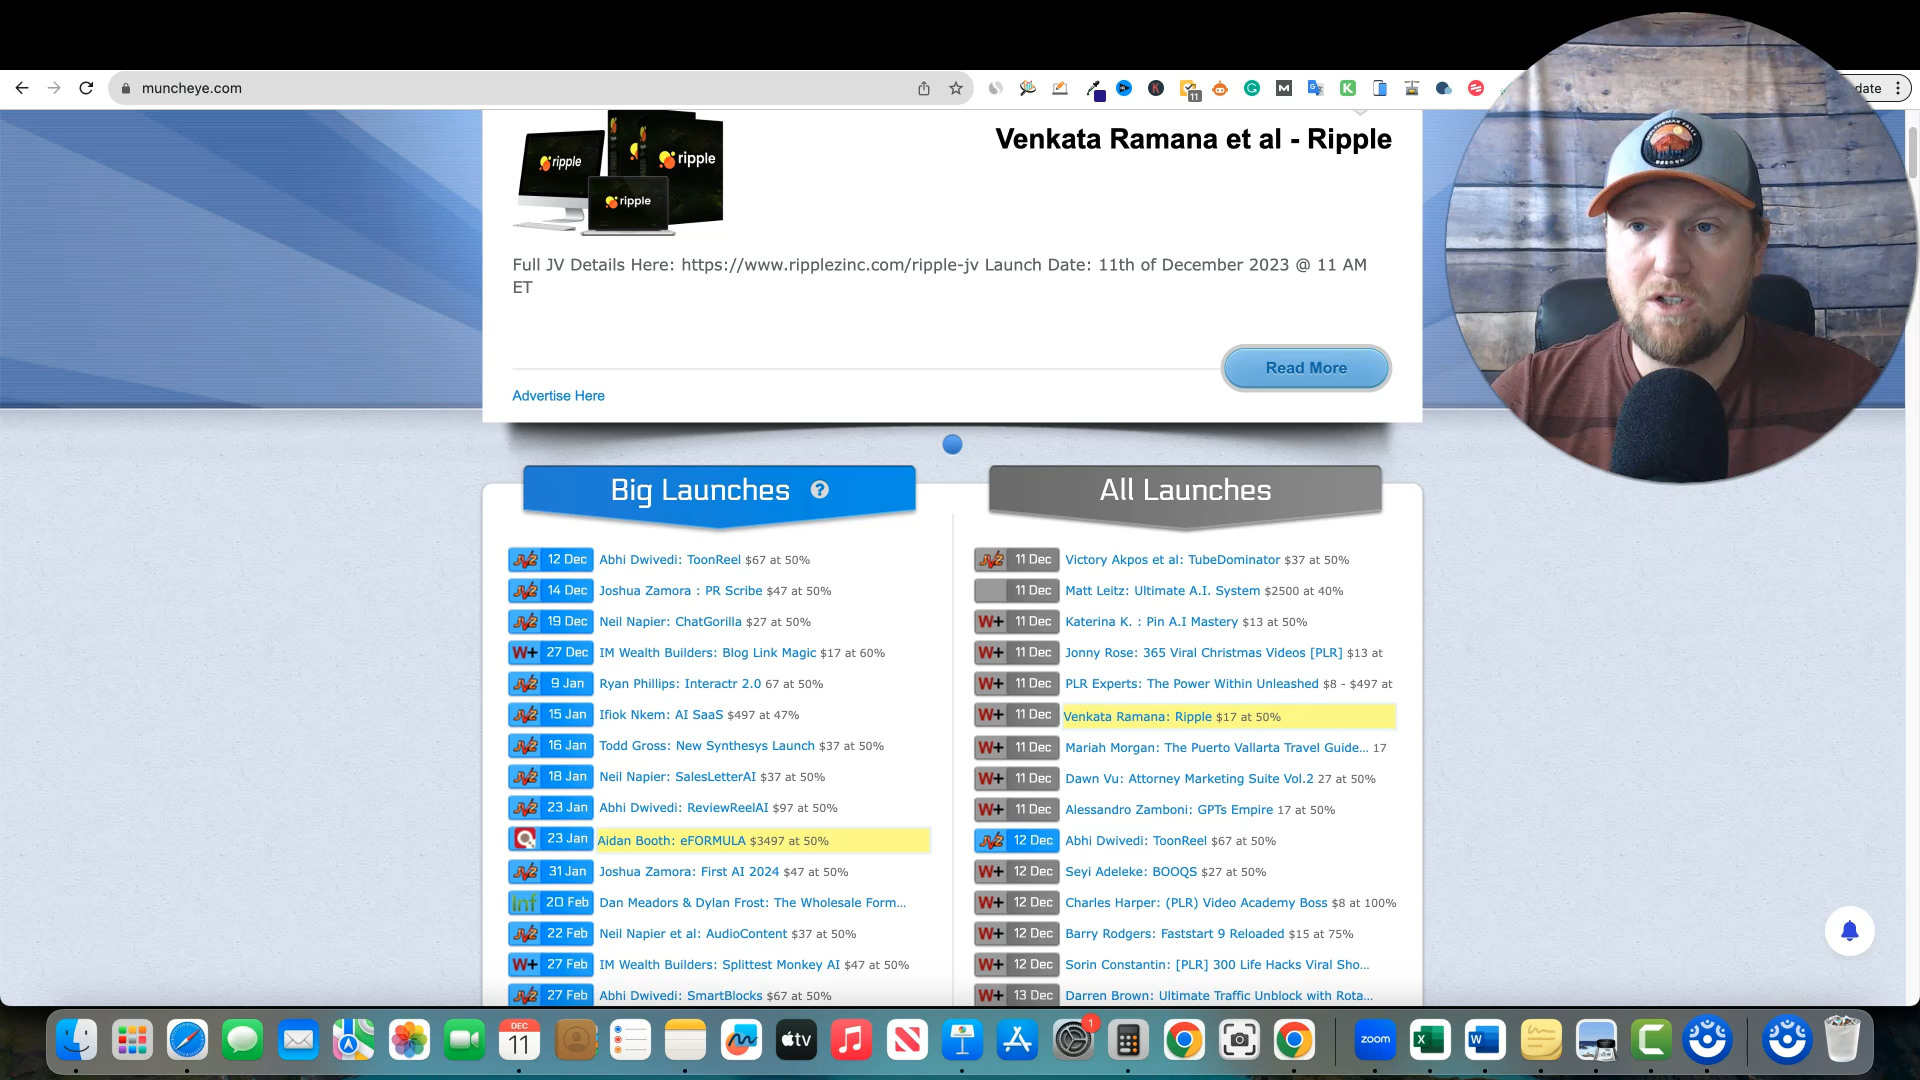 muncheye.com
11
date
ripple
ripple
ripple
Venkata Ramana et al - Ripple
Full JV Details Here: https://www.ripplezinc.com/ripple-jv Launch Date: 11th of December 2023 @ 11 AM
ET
Read More
Advertise Here
Big Launches ?
12 Dec Abhi Dwivedi: ToonReel $67 at 50%
14 Dec Joshua Zamora : PR Scribe $47 at 50%
19 Dec Neil Napier: ChatGorilla $27 at 50%
W+ 27 Dec IM Wealth Builders: Blog Link Magic $17 at 60%
9 Jan Ryan Phillips: Interactr 2.0 67 at 50%
15 Jan Ifiok Nkem: AI SaaS $497 at 47%
16 Jan Todd Gross: New Synthesys Launch $37 at 50%
18 Jan Neil Napier: SalesLetterAI $37 at 50%
23 Jan Abhi Dwivedi: ReviewReelAI $97 at 50%
23 Jan Aidan Booth: eFORMULA $3497 at 50%
31 Jan Joshua Zamora: First AI 2024 $47 at 50%
Inf 20 Feb Dan Meadors & Dylan Frost: The Wholesale Form...
22 Feb Neil Napier et al: AudioContent $37 at 50%
W+ 27 Feb IM Wealth Builders: Splittest Monkey AI $47 at 50%
27 Feb Abhi Dwivedi: SmartBlocks $67 at 50%
All Launches
11 Dec Victory Akpos et al: TubeDominator $37 at 50%
11 Dec Matt Leitz: Ultimate A.I. System $2500 at 40%
W+ 11 Dec Katerina K. : Pin A.I Mastery $13 at 50%
W+ 11 Dec Jonny Rose: 365 Viral Christmas Videos [PLR] $13 at
W+ 11 Dec PLR Experts: The Power Within Unleashed $8 - $497 at
W+ 11 Dec Venkata Ramana: Ripple $17 at 50%
W+ 11 Dec Mariah Morgan: The Puerto Vallarta Travel Guide... 17
W+ 11 Dec Dawn Vu: Attorney Marketing Suite Vol.2 27 at 50%
W+ 11 Dec Alessandro Zamboni: GPTs Empire 17 at 50%
12 Dec Abhi Dwivedi: ToonReel $67 at 50%
W+ 12 Dec Seyi Adeleke: BOOQS $27 at 50%
W+ 12 Dec Charles Harper: (PLR) Video Academy Boss $8 at 100%
W+ 12 Dec Barry Rodgers: Faststart 9 Reloaded $15 at 75%
W+ 12 Dec Sorin Constantin: [PLR] 300 Life Hacks Viral Sho...
W+ 13 Dec Darren Brown: Ultimate Traffic Unblock with Rota...
DEC
11
tv
1
zoom
OREGON